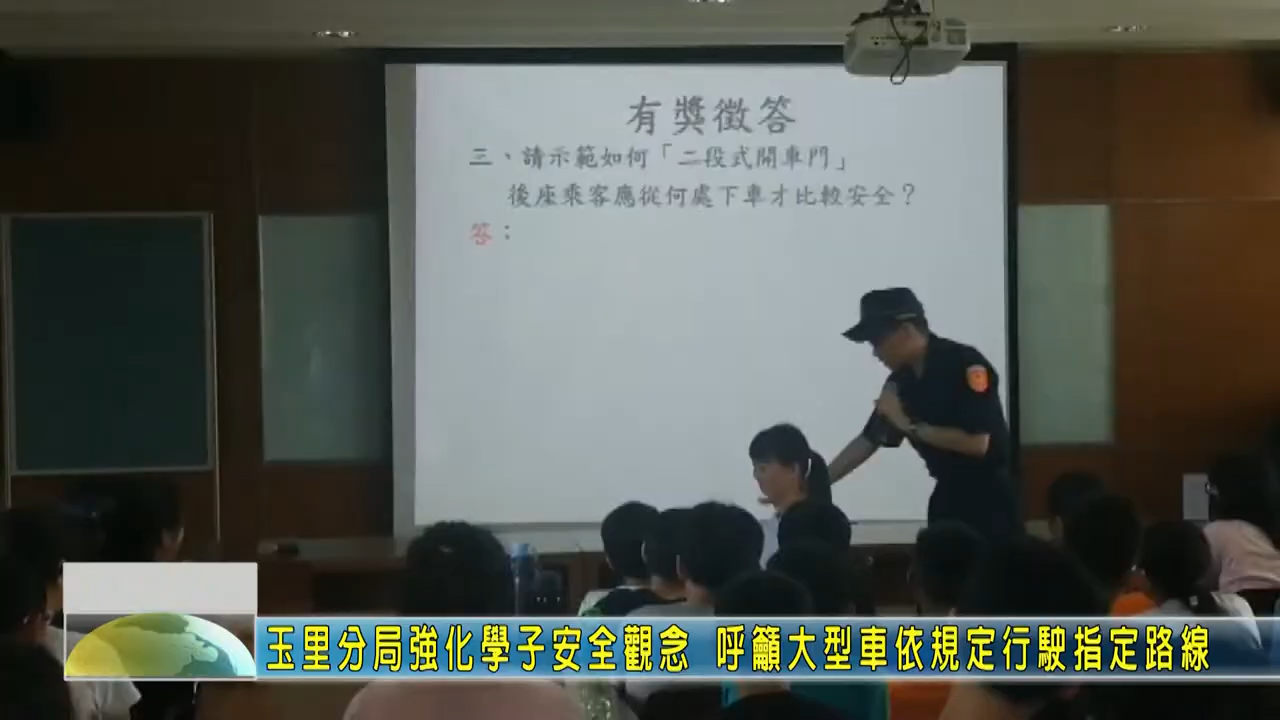 有獎徵答
三、請示範如何「二段式開車門」
後座乘客應從何處下車才比較安全？
答：
玉里分局強化學子安全觀念 呼籲大型車依規定行駛指定路線